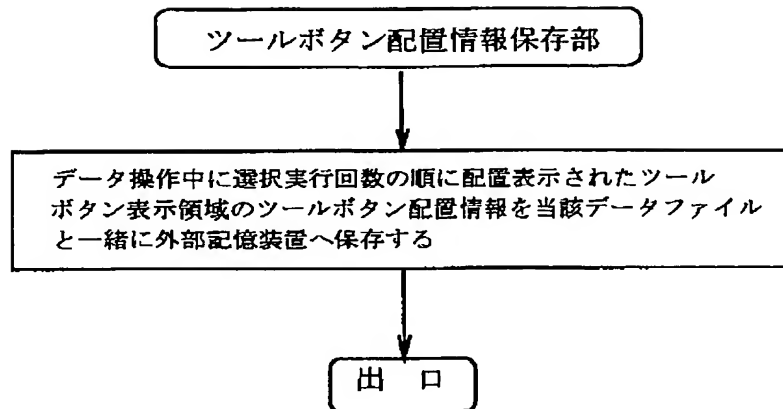 ツールボタン配置情報保存部
データ操作中に選択実行回数の順に配置表示されたツール
ボタン表示領域のツールボタン配置情報を当該データファイル
と一緒に外部記憶装置へ保存する
出 口